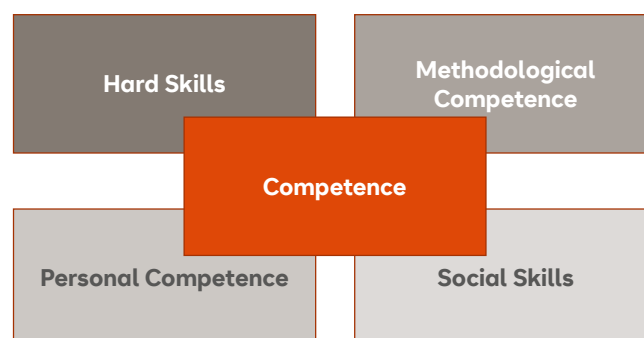 Hard Skills
Methodological
Competence
Competence
Personal Competence
Social Skills